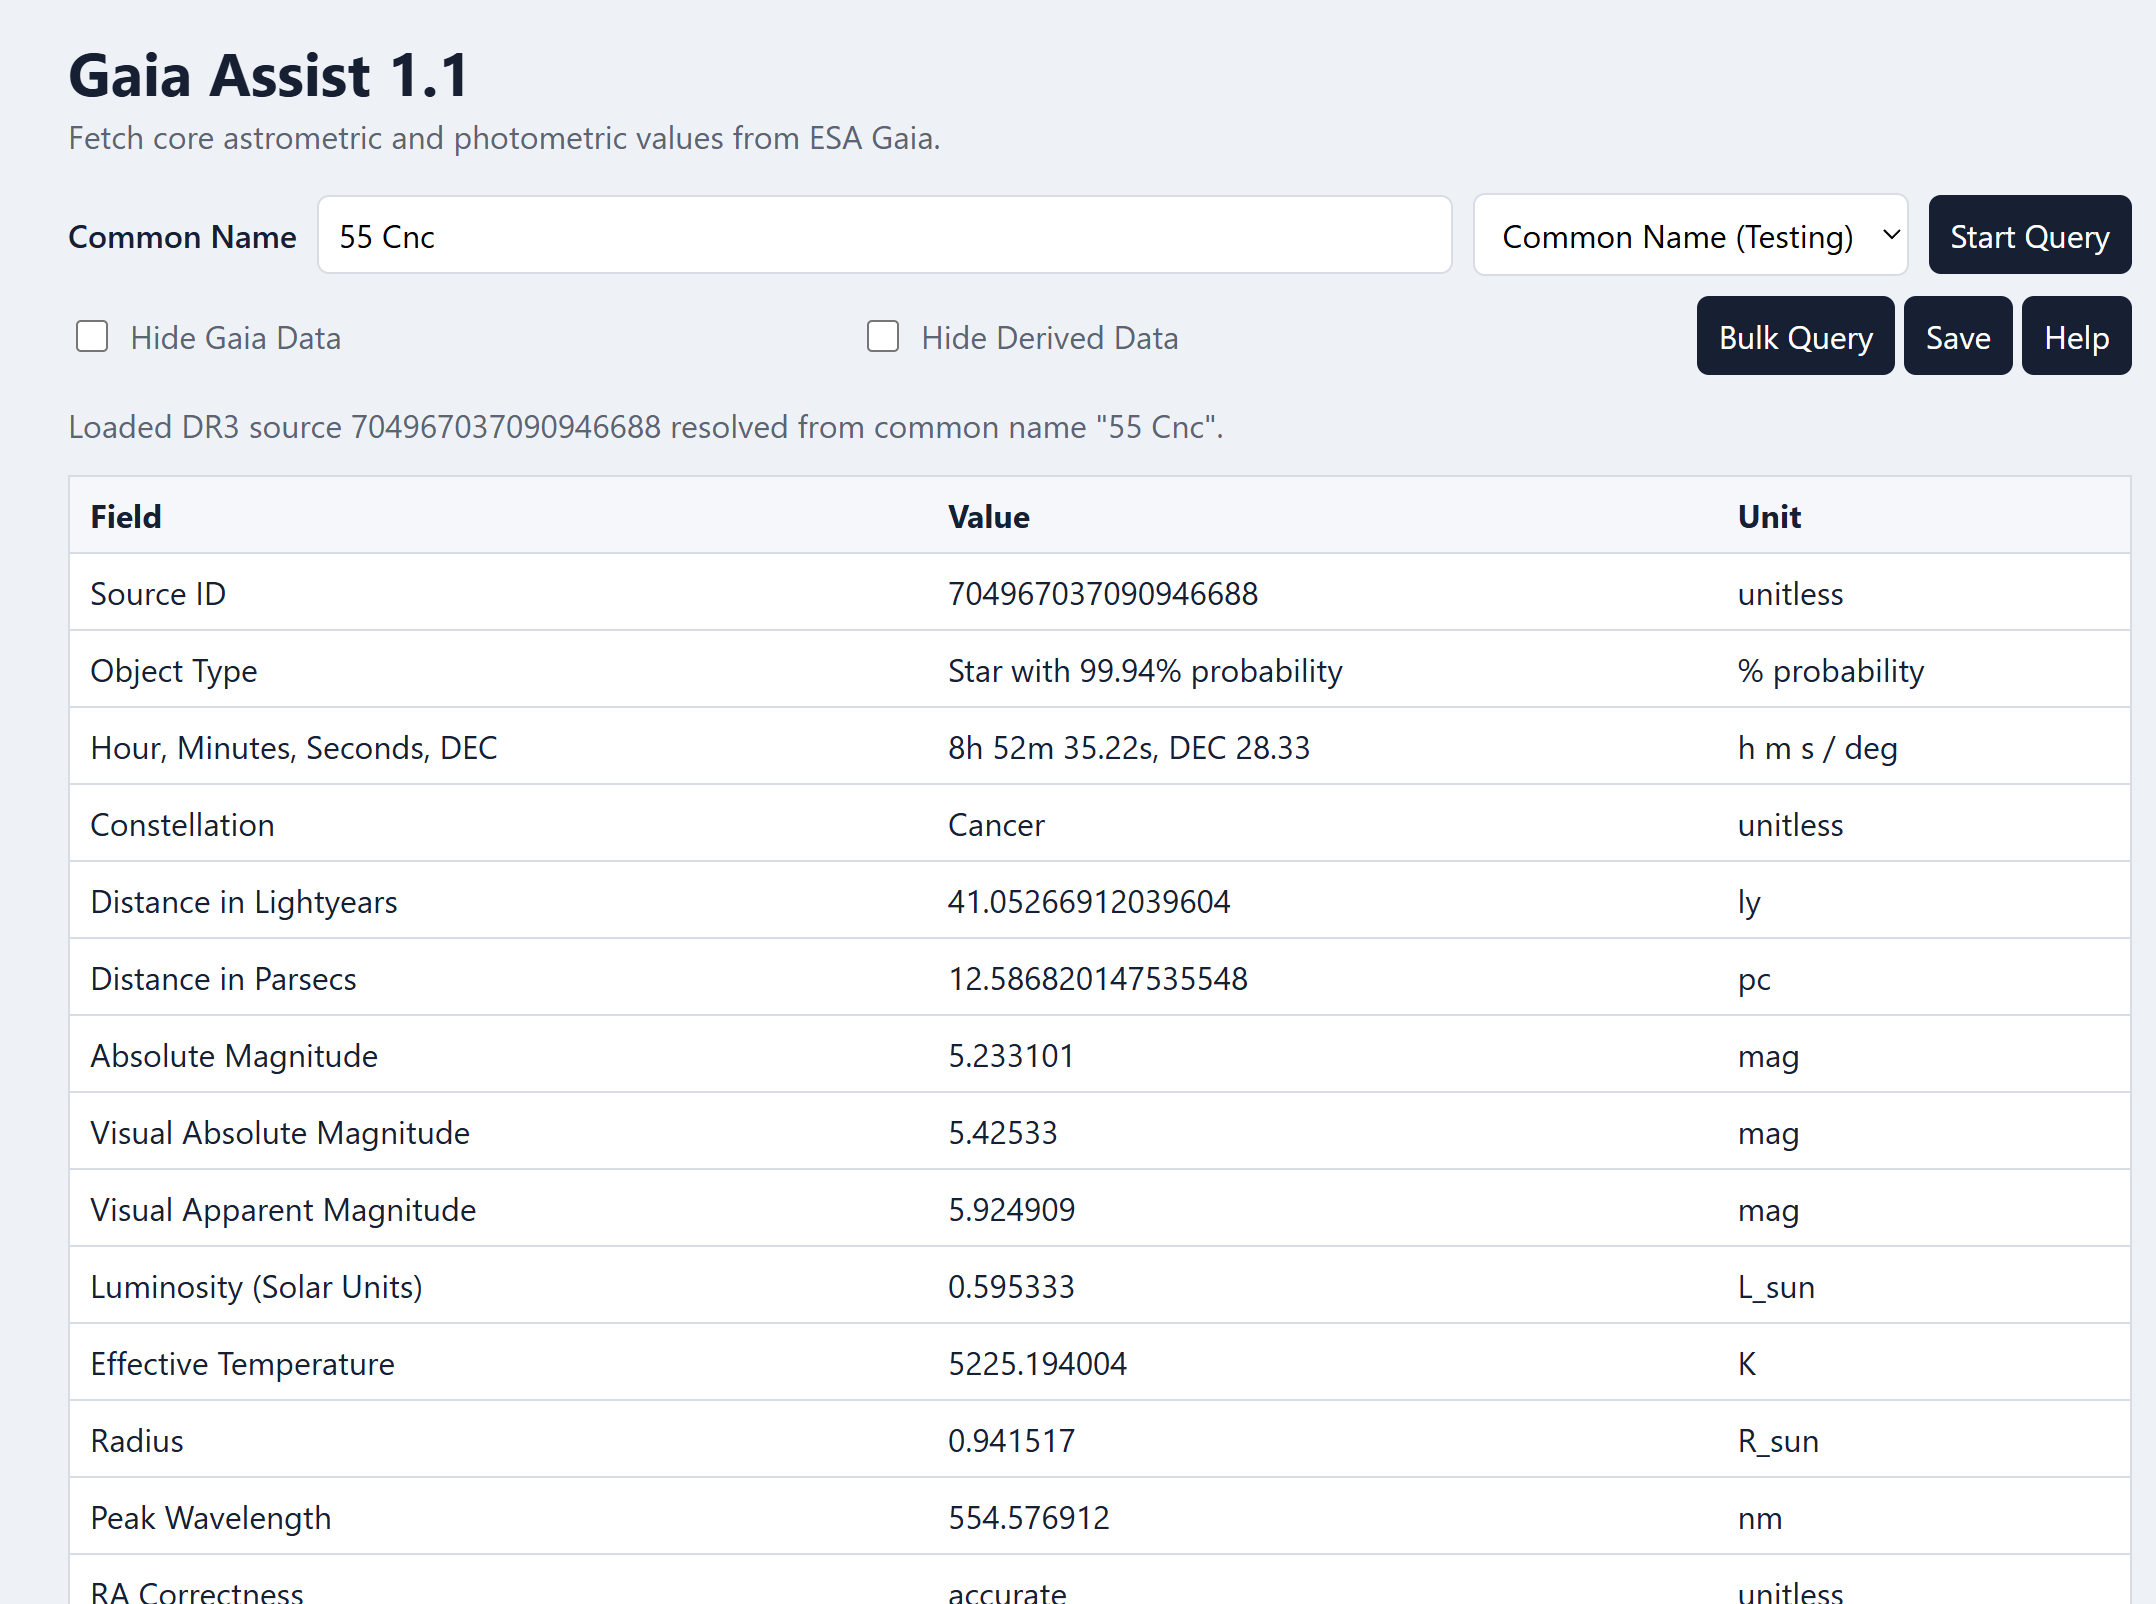 Gaia Assist 1.1
Fetch core astrometric and photometric values from ESA Gaia.
Common Name 55 Cnc Common Name (Testing) Start Query
Hide Gaia Data Hide Derived Data Bulk Query Save Help
Loaded DR3 source 704967037090946688 resolved from common name "55 Cnc".
Field Value Unit
Source ID 704967037090946688 unitless
Object Type Star with 99.94% probability % probability
Hour, Minutes, Seconds, DEC 8h 52m 35.22s, DEC 28.33 h m s / deg
Constellation Cancer unitless
Distance in Lightyears 41.05266912039604 ly
Distance in Parsecs 12.586820147535548 pc
Absolute Magnitude 5.233101 mag
Visual Absolute Magnitude 5.42533 mag
Visual Apparent Magnitude 5.924909 mag
Luminosity (Solar Units) 0.595333 L_sun
Effective Temperature 5225.194004 K
Radius 0.941517 R_sun
Peak Wavelength 554.576912 nm
RA Correctness accurate unitless